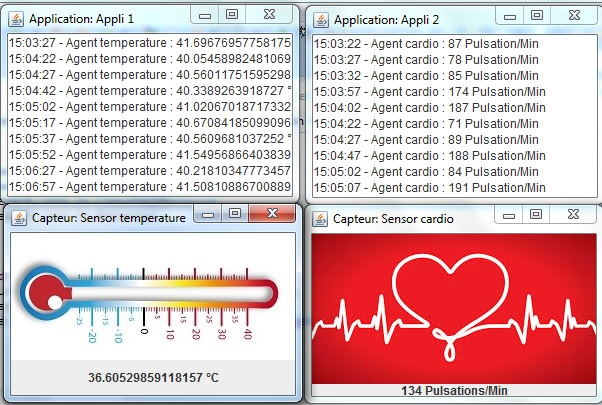 Application: Appli 1
15:03:27 - Agent temperature : 41.69676957758175
15:04:22 - Agent temperature : 40.05458982481069
15:04:27 - Agent temperature : 40.56011751595298
15:04:42 - Agent temperature : 40.3389263918727 °
15:05:02 - Agent temperature : 41.02067018717332
15:05:17 - Agent temperature : 40.67084185099096
15:05:37 - Agent temperature : 40.5609681037252 °
15:05:52 - Agent temperature : 41.54956866403839
15:06:27 - Agent temperature : 40.21810347773457
15:06:57 - Agent temperature : 41.50810886700889
Application: Appli 2
15:03:22 - Agent cardio : 87 Pulsation/Min
15:03:27 - Agent cardio : 78 Pulsation/Min
15:03:32 - Agent cardio : 85 Pulsation/Min
15:03:57 - Agent cardio : 174 Pulsation/Min
15:04:02 - Agent cardio : 187 Pulsation/Min
15:04:22 - Agent cardio : 71 Pulsation/Min
15:04:27 - Agent cardio : 89 Pulsation/Min
15:04:47 - Agent cardio : 188 Pulsation/Min
15:05:02 - Agent cardio : 84 Pulsation/Min
15:05:07 - Agent cardio : 191 Pulsation/Min
Capteur: Sensor temperature
-25 -20 -15 -10 -5 0 5 10 15 20 25 30 35 40
36.60529859118157 °C
Capteur: Sensor cardio
134 Pulsations/Min